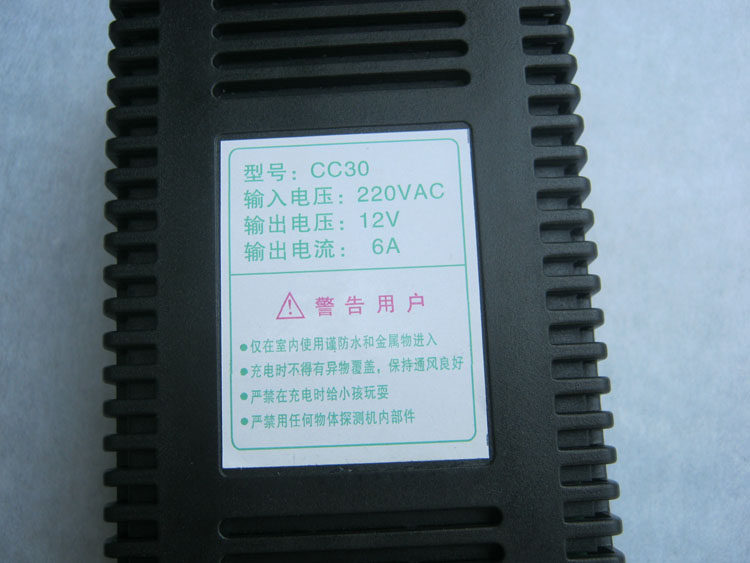 型号：CC30
输入电压：220VAC
输出电压：12V
输出电流： 6A
警告用户
●仅在室内使用谨防水和金属物进入
●充电时不得有异物覆盖，保持通风良好
●严禁在充电时给小孩玩耍
●严禁用任何物体探测机内部件